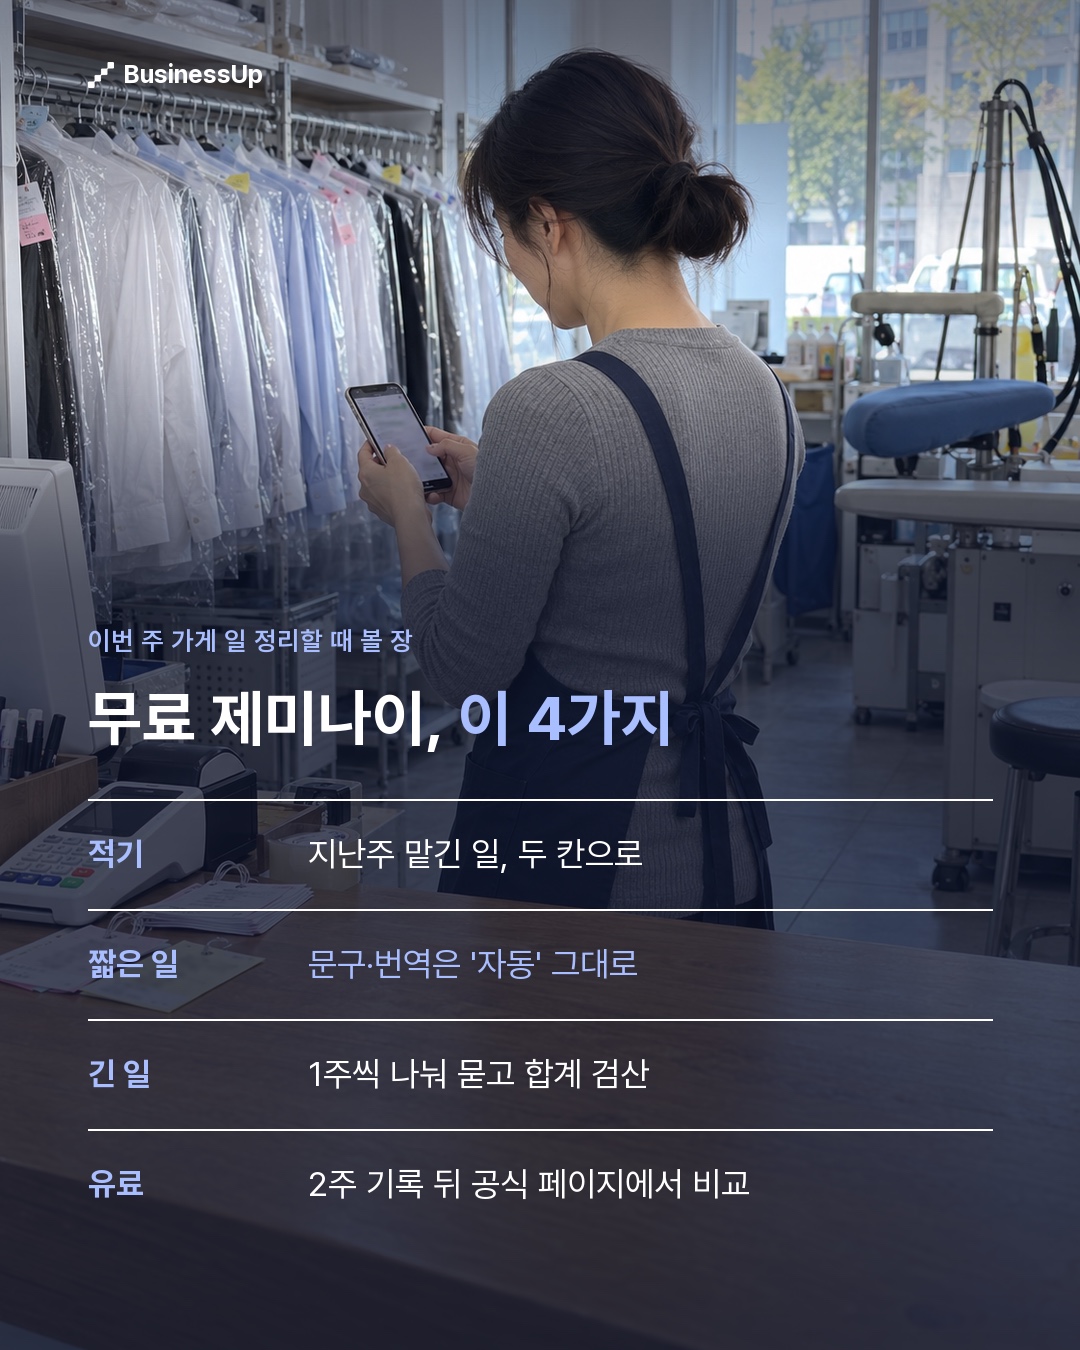 BusinessUp
이번 주 가게 일 정리할 때 볼 장
무료 제미나이, 이 4가지
적기 지난주 맡긴 일, 두 칸으로
짧은 일 문구·번역은 '자동' 그대로
긴 일 1주씩 나눠 묻고 합계 검산
유료 2주 기록 뒤 공식 페이지에서 비교